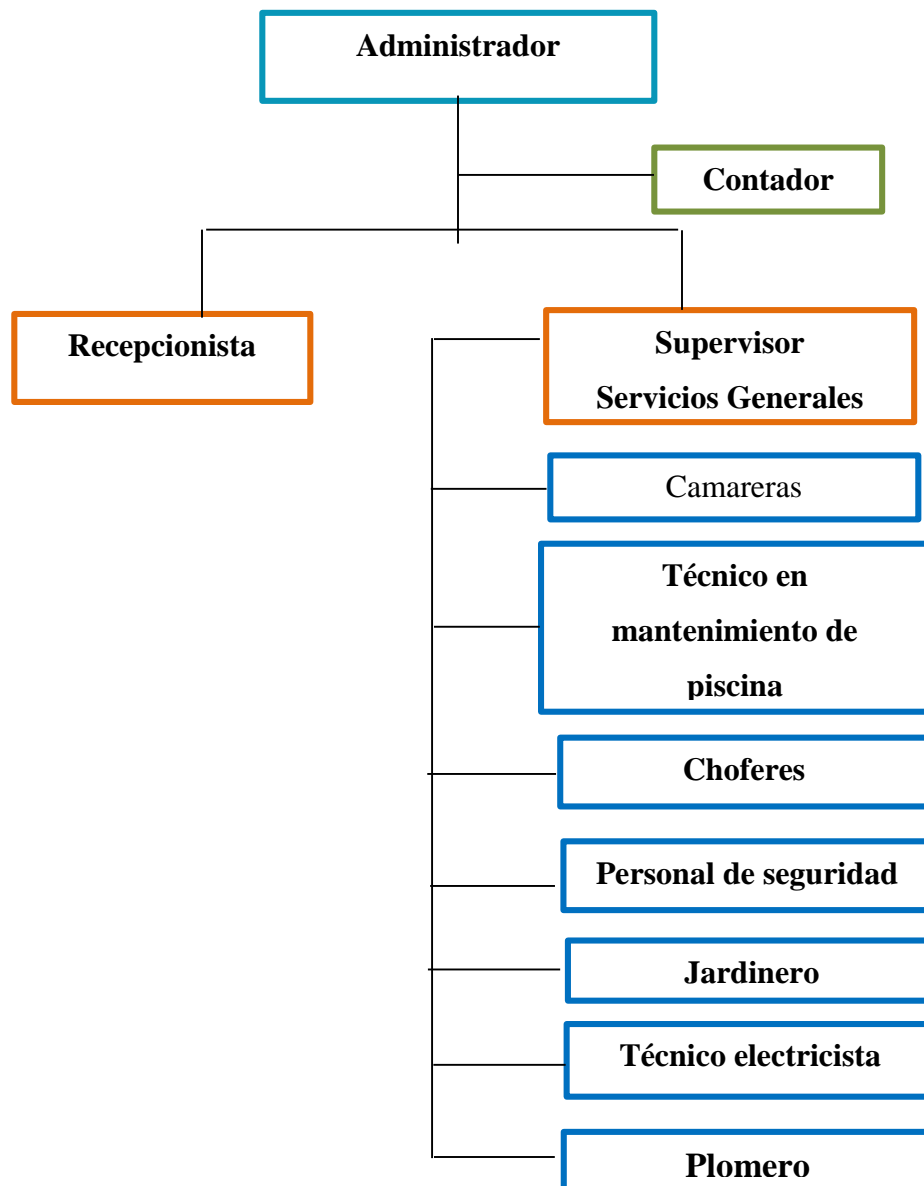 Administrador
Contador
Recepcionista
Supervisor
Servicios Generales
Camareras
Técnico en
mantenimiento de
piscina
Choferes
Personal de seguridad
Jardinero
Técnico electricista
Plomero